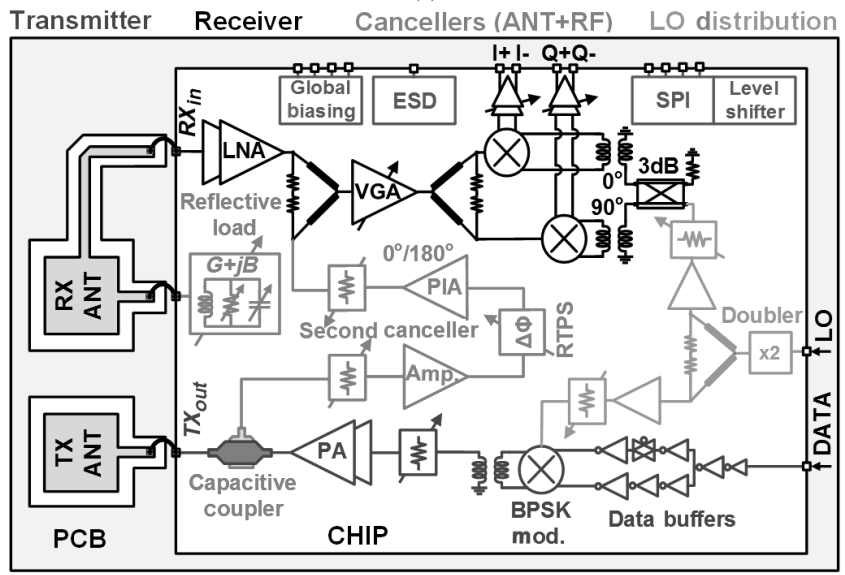 Transmitter Receiver Cancellers (ANT+RF) LO distribution
I+ I- Q+Q-
Global
biasing
ESD
SPI
Level
shifter
RXin
LNA
VGA
3dB
0°
90°
Reflective
load
G+jB
0°/180°
PIA
RX
ANT
Second canceller
ΔΦ
RTPS
Doubler
x2
LO
Amp.
TXout
DATA
TX
ANT
PA
Capacitive
coupler
BPSK
mod.
Data buffers
PCB
CHIP